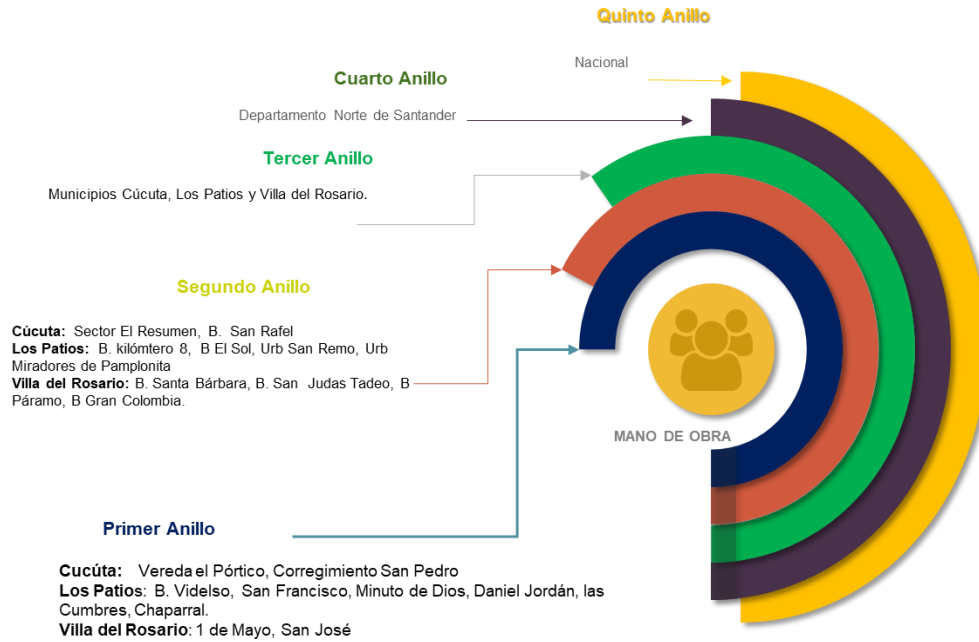 Quinto Anillo
Nacional
Cuarto Anillo
Departamento Norte de Santander
Tercer Anillo
Municipios Cúcuta, Los Patios y Villa del Rosario.
Segundo Anillo
Cúcuta: Sector El Resumen, B. San Rafel
Los Patios: B. kilómtero 8, B El Sol, Urb San Remo, Urb
Miradores de Pamplonita
Villa del Rosario: B. Santa Bárbara, B. San Judas Tadeo, B
Páramo, B Gran Colombia.
MANO DE OBRA
Primer Anillo
Cucúta: Vereda el Pórtico, Corregimiento San Pedro
Los Patios: B. Videlso, San Francisco, Minuto de Dios, Daniel Jordán, las
Cumbres, Chaparral.
Villa del Rosario: 1 de Mayo, San José